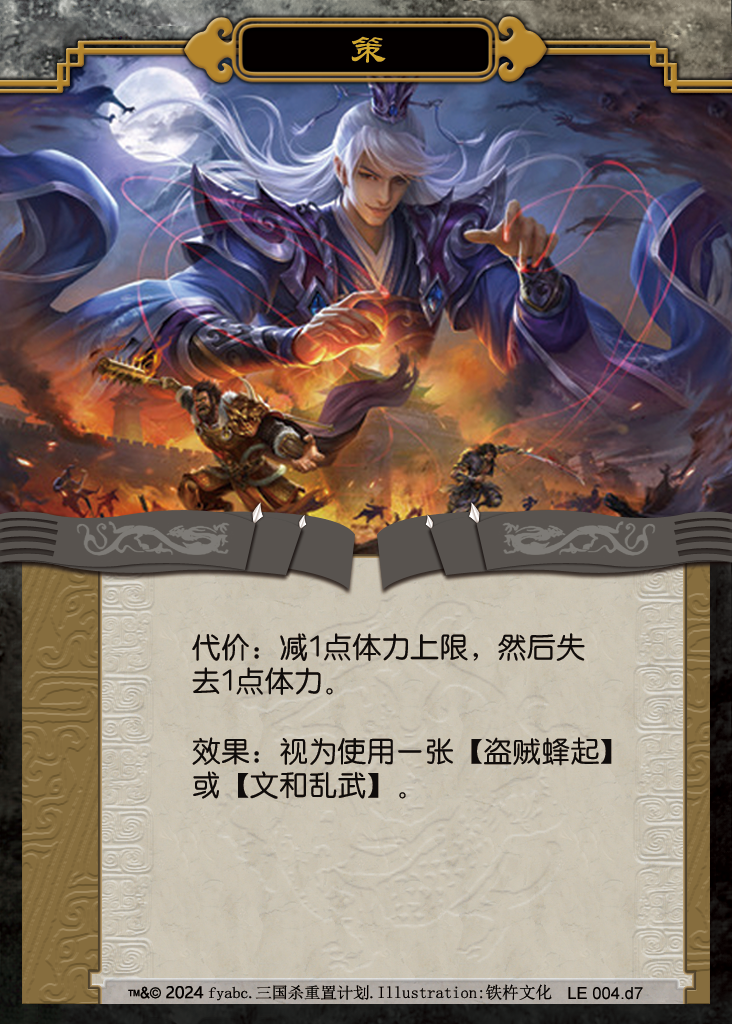 策
代价：减1点体力上限，然后失
去1点体力。
效果：视为使用一张【盗贼蜂起】
或【文和乱武】。
™&© 2024 fyabc.三国杀重置计划.Illustration:铁杵文化 LE 004.d7